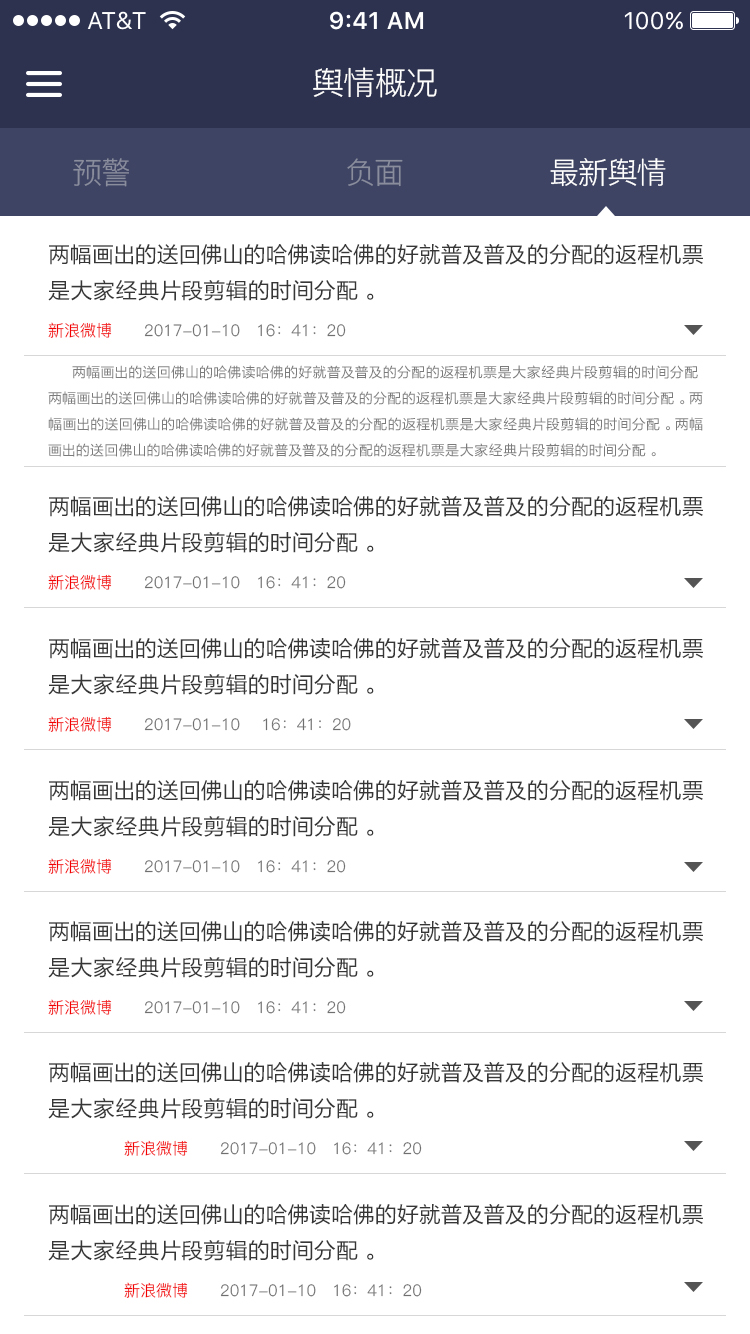 AT&T 9:41 AM 100%
舆情概况
预警 负面 最新舆情
两幅画出的送回佛山的哈佛读哈佛的好就普及普及的分配的返程机票
是大家经典片段剪辑的时间分配 。
新浪微博 2017-01-10 16：41：20
两幅画出的送回佛山的哈佛读哈佛的好就普及普及的分配的返程机票是大家经典片段剪辑的时间分配
两幅画出的送回佛山的哈佛读哈佛的好就普及普及的分配的返程机票是大家经典片段剪辑的时间分配 。两
幅画出的送回佛山的哈佛读哈佛的好就普及普及的分配的返程机票是大家经典片段剪辑的时间分配 。两幅
画出的送回佛山的哈佛读哈佛的好就普及普及的分配的返程机票是大家经典片段剪辑的时间分配 。
两幅画出的送回佛山的哈佛读哈佛的好就普及普及的分配的返程机票
是大家经典片段剪辑的时间分配 。
新浪微博 2017-01-10 16：41：20
两幅画出的送回佛山的哈佛读哈佛的好就普及普及的分配的返程机票
是大家经典片段剪辑的时间分配 。
新浪微博 2017-01-10 16：41：20
两幅画出的送回佛山的哈佛读哈佛的好就普及普及的分配的返程机票
是大家经典片段剪辑的时间分配 。
新浪微博 2017-01-10 16：41：20
两幅画出的送回佛山的哈佛读哈佛的好就普及普及的分配的返程机票
是大家经典片段剪辑的时间分配 。
新浪微博 2017-01-10 16：41：20
两幅画出的送回佛山的哈佛读哈佛的好就普及普及的分配的返程机票
是大家经典片段剪辑的时间分配 。
新浪微博 2017-01-10 16：41：20
两幅画出的送回佛山的哈佛读哈佛的好就普及普及的分配的返程机票
是大家经典片段剪辑的时间分配 。
新浪微博 2017-01-10 16：41：20